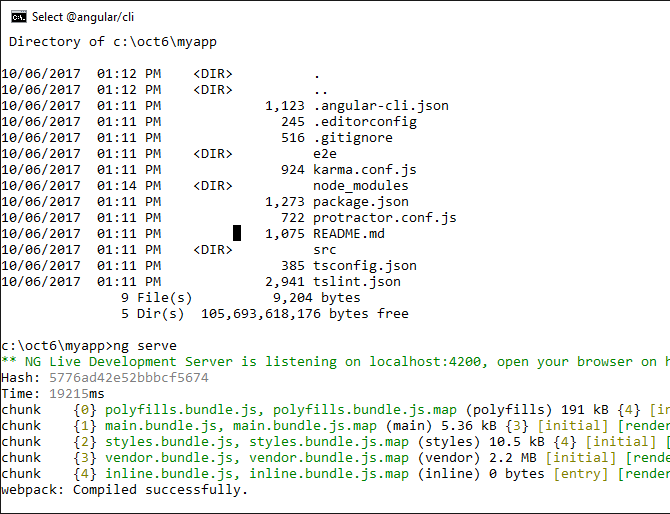 Select @angular/cli
Directory of c:\oct6\myapp
10/06/2017  01:12 PM    <DIR>          .
10/06/2017  01:12 PM    <DIR>          ..
10/06/2017  01:11 PM             1,123 .angular-cli.json
10/06/2017  01:11 PM               245 .editorconfig
10/06/2017  01:11 PM               516 .gitignore
10/06/2017  01:11 PM    <DIR>          e2e
10/06/2017  01:11 PM               924 karma.conf.js
10/06/2017  01:14 PM    <DIR>          node_modules
10/06/2017  01:11 PM             1,273 package.json
10/06/2017  01:11 PM               722 protractor.conf.js
10/06/2017  01:11 PM             1,075 README.md
10/06/2017  01:11 PM    <DIR>          src
10/06/2017  01:11 PM               385 tsconfig.json
10/06/2017  01:11 PM             2,941 tslint.json
9 File(s)          9,204 bytes
5 Dir(s)  105,693,618,176 bytes free
c:\oct6\myapp>ng serve
** NG Live Development Server is listening on localhost:4200, open your browser on h
Hash: 5776ad42e52bbbcf5674
Time: 19215ms
chunk    {0} polyfills.bundle.js, polyfills.bundle.js.map (polyfills) 191 kB {4} [in
chunk    {1} main.bundle.js, main.bundle.js.map (main) 5.36 kB {3} [initial] [render
chunk    {2} styles.bundle.js, styles.bundle.js.map (styles) 10.5 kB {4} [initial] [
chunk    {3} vendor.bundle.js, vendor.bundle.js.map (vendor) 2.2 MB [initial] [rende
chunk    {4} inline.bundle.js, inline.bundle.js.map (inline) 0 bytes [entry] [render
webpack: Compiled successfully.